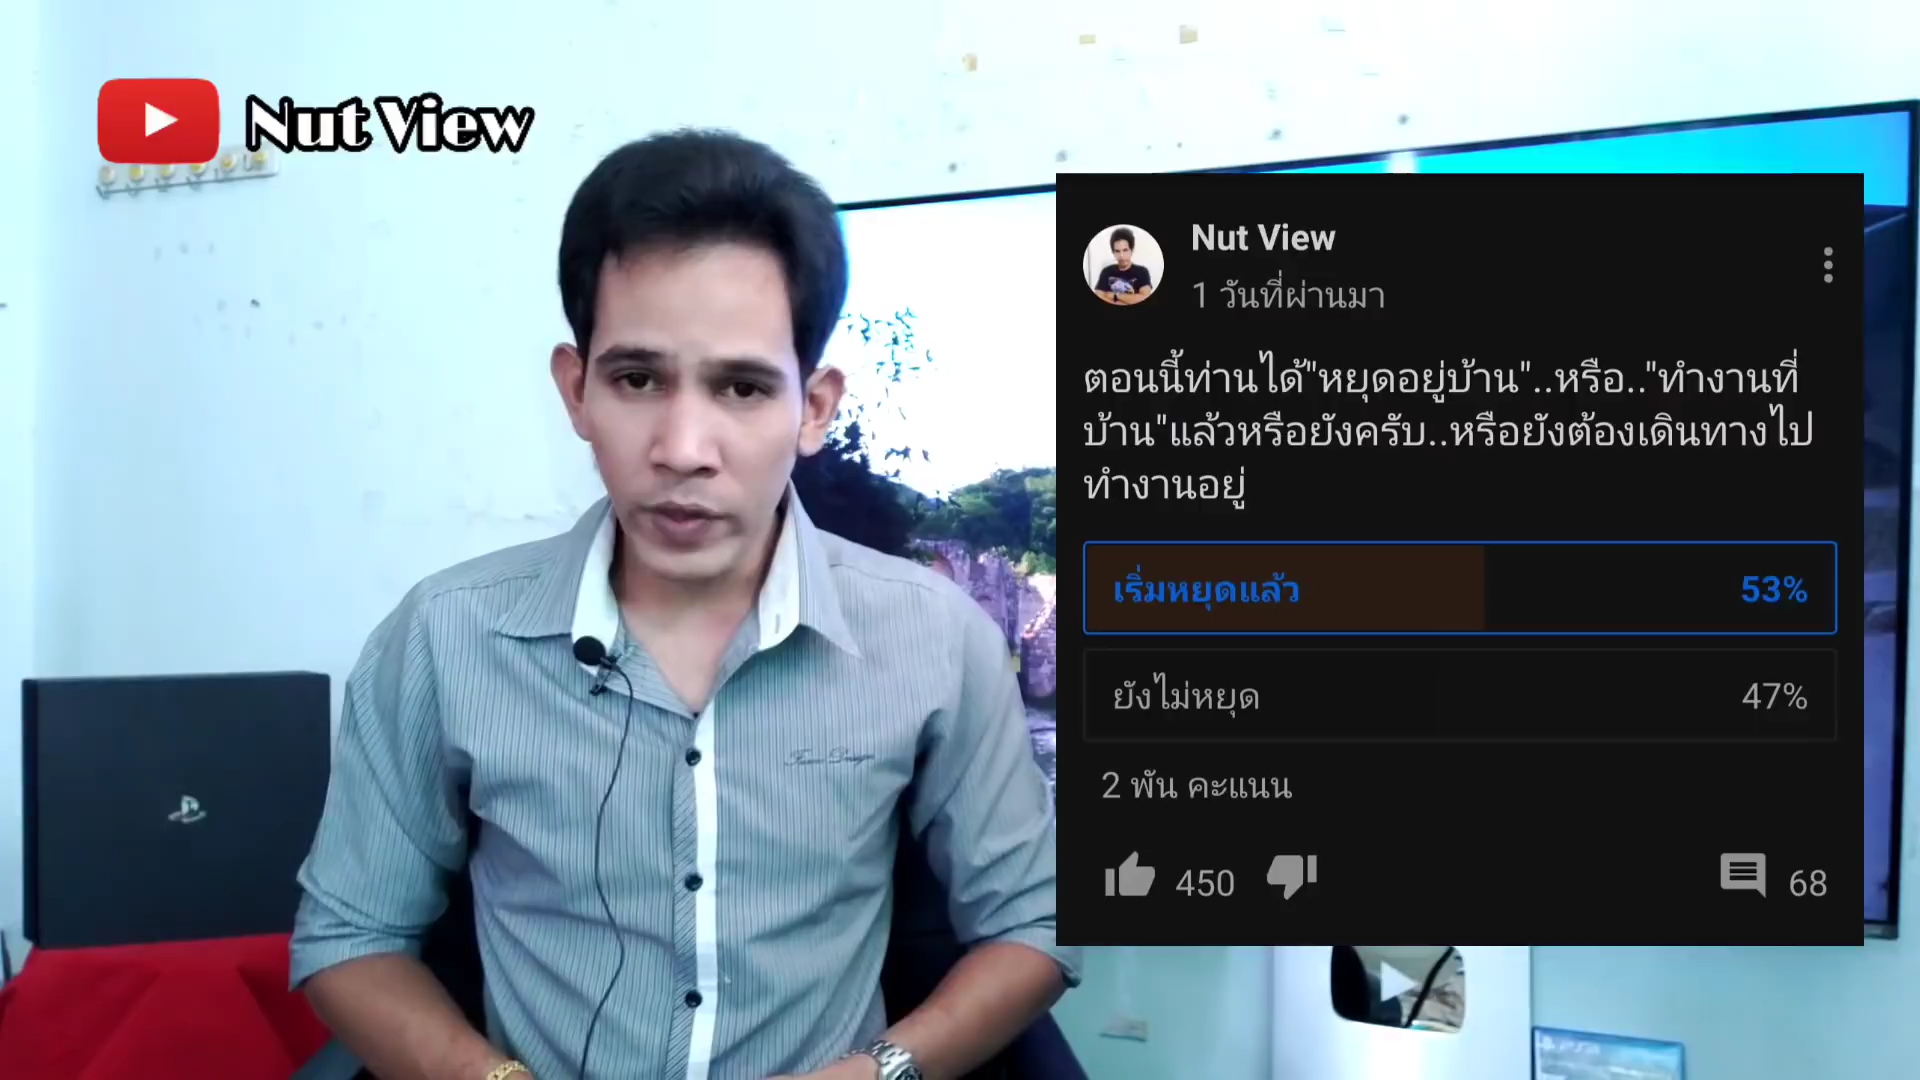 Nut View
Nut View
1 วันที่ผ่านมา
ตอนนี้ท่านได้"หยุดอยู่บ้าน"..หรือ.."ทำงานที่
บ้าน"แล้วหรือยังครับ..หรือยังต้องเดินทางไป
ทำงานอยู่
เริ่มหยุดแล้ว 53%
ยังไม่หยุด 47%
2 พัน คะแนน
450 68